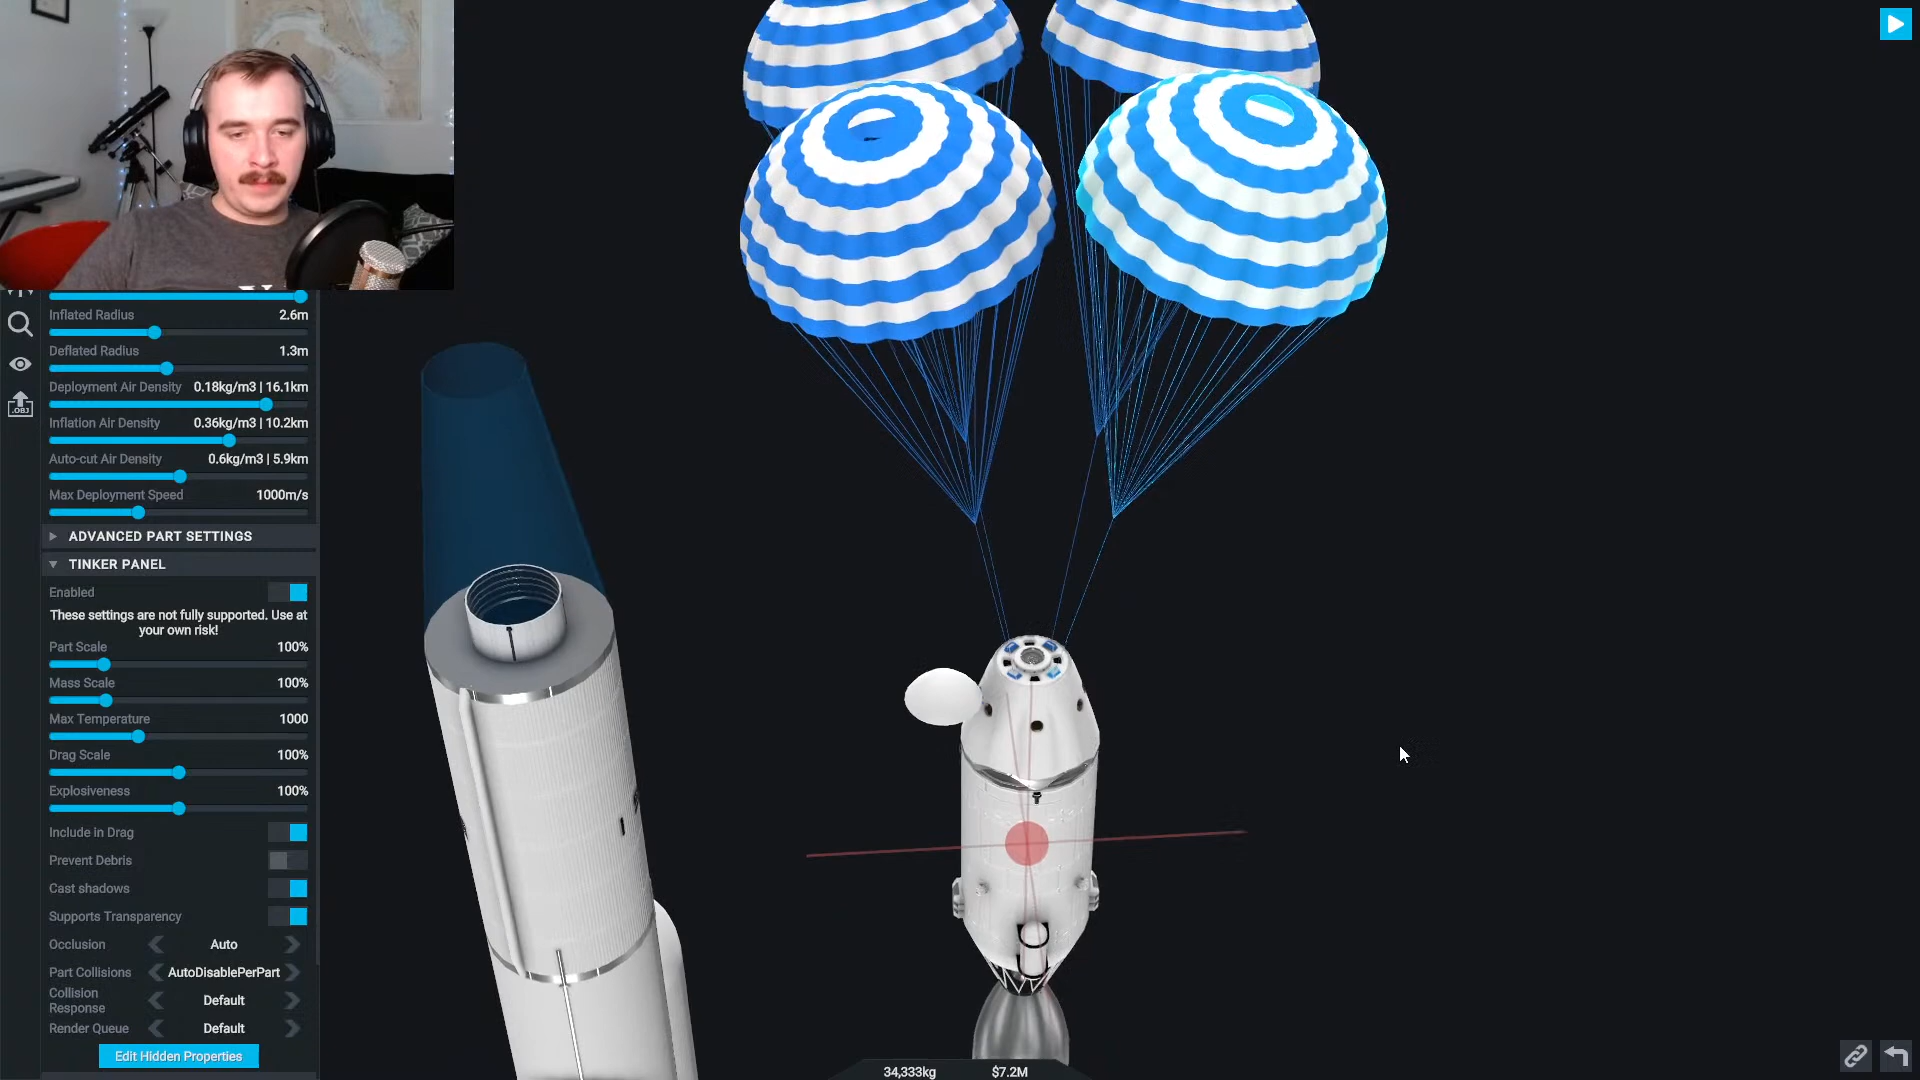 Inflated Radius 2.6m
Deflated Radius 1.3m
Deployment Air Density 0.18kg/m3 | 16.1km
Inflation Air Density 0.36kg/m3 | 10.2km
Auto-cut Air Density 0.6kg/m3 | 5.9km
Max Deployment Speed 1000m/s
ADVANCED PART SETTINGS
TINKER PANEL
Enabled
These settings are not fully supported. Use at
your own risk!
Part Scale 100%
Mass Scale 100%
Max Temperature 1000
Drag Scale 100%
Explosiveness 100%
Include in Drag
Prevent Debris
Cast shadows
Supports Transparency
Occlusion Auto
Part Collisions AutoDisablePerPart
Collision
Response Default
Render Queue Default
Edit Hidden Properties
.OBJ
34,333kg $7.2M